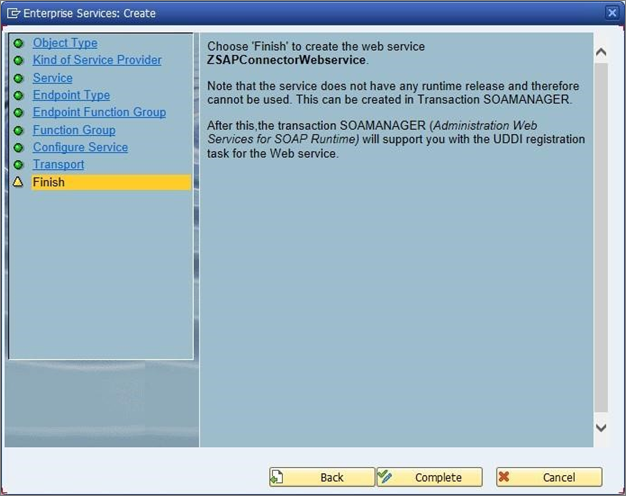 Enterprise Services: Create
Object Type
Kind of Service Provider
Service
Endpoint Type
Endpoint Function Group
Function Group
Configure Service
Transport
Finish
Choose 'Finish' to create the web service
ZSAPConnectorWebservice.
Note that the service does not have any runtime release and therefore
cannot be used. This can be created in Transaction SOAMANAGER.
After this,the transaction SOAMANAGER (Administration Web
Services for SOAP Runtime) will support you with the UDDI registration
task for the Web service.
Back
Complete
Cancel